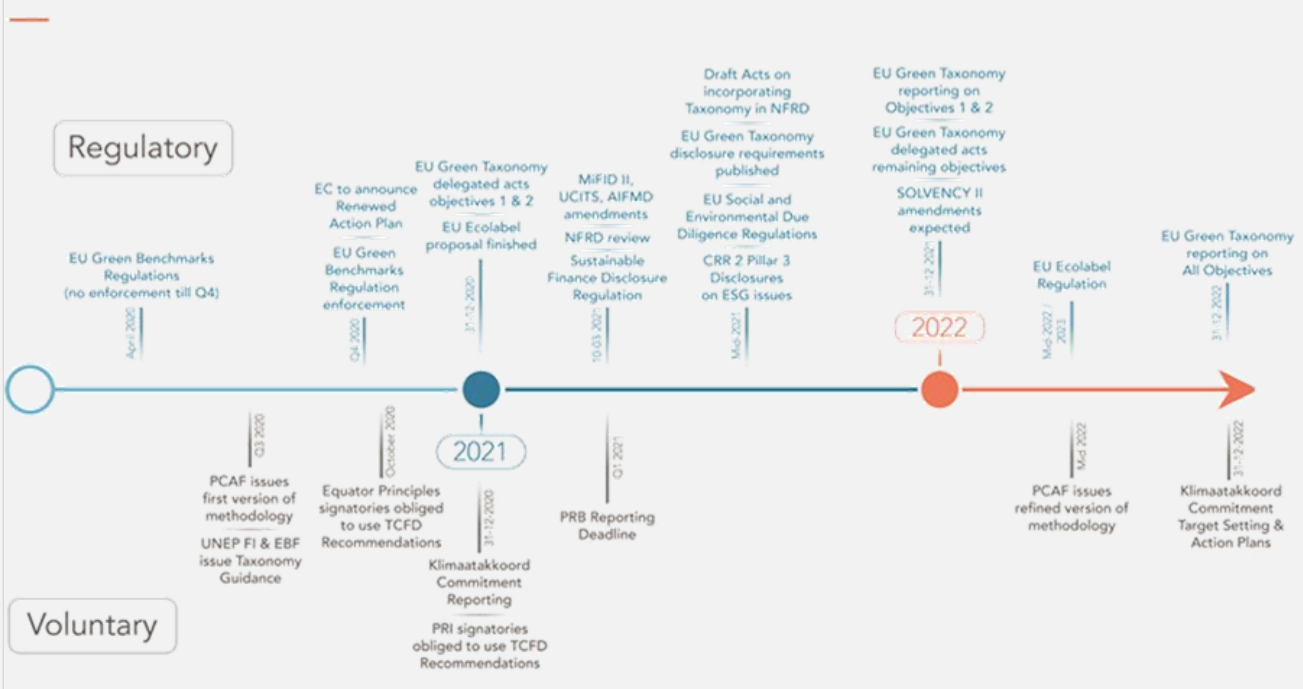 Regulatory
EU Green Benchmarks
Regulations
(no enforcement till Q4)
April 2020
EC to announce
Renewed
Action Plan
EU Green
Benchmarks
Regulation
enforcement
Q4 2020
EU Green Taxonomy
delegated acts
objectives 1 & 2
EU Ecolabel
proposal finished
31-12-2020
MiFID II,
UCITS, AIFMD
amendments
NFRD review
Sustainable
Finance Disclosure
Regulation
10-03-2021
Draft Acts on
incorporating
Taxonomy in NFRD
EU Green Taxonomy
disclosure requirements
published
EU Social and
Environmental Due
Diligence Regulations
CRR 2 Pillar 3
Disclosures
on ESG issues
Mid-2021
EU Green Taxonomy
reporting on
Objectives 1 & 2
EU Green Taxonomy
delegated acts
remaining objectives
SOLVENCY II
amendments
expected
31-12-2021
2022
EU Ecolabel
Regulation
Mid-2022 /
2023
EU Green Taxonomy
reporting on
All Objectives
31-12-2022
Q3 2020
PCAF issues
first version of
methodology
UNEP FI & EBF
issue Taxonomy
Guidance
October 2020
Equator Principles
signatories obliged
to use TCFD
Recommendations
2021
31-12-2020
Klimaatakkoord
Commitment
Reporting
PRI signatories
obliged to use TCFD
Recommendations
Q1 2021
PRB Reporting
Deadline
Mid 2022
PCAF issues
refined version of
methodology
31-12-2022
Klimaatakkoord
Commitment
Target Setting &
Action Plans
Voluntary